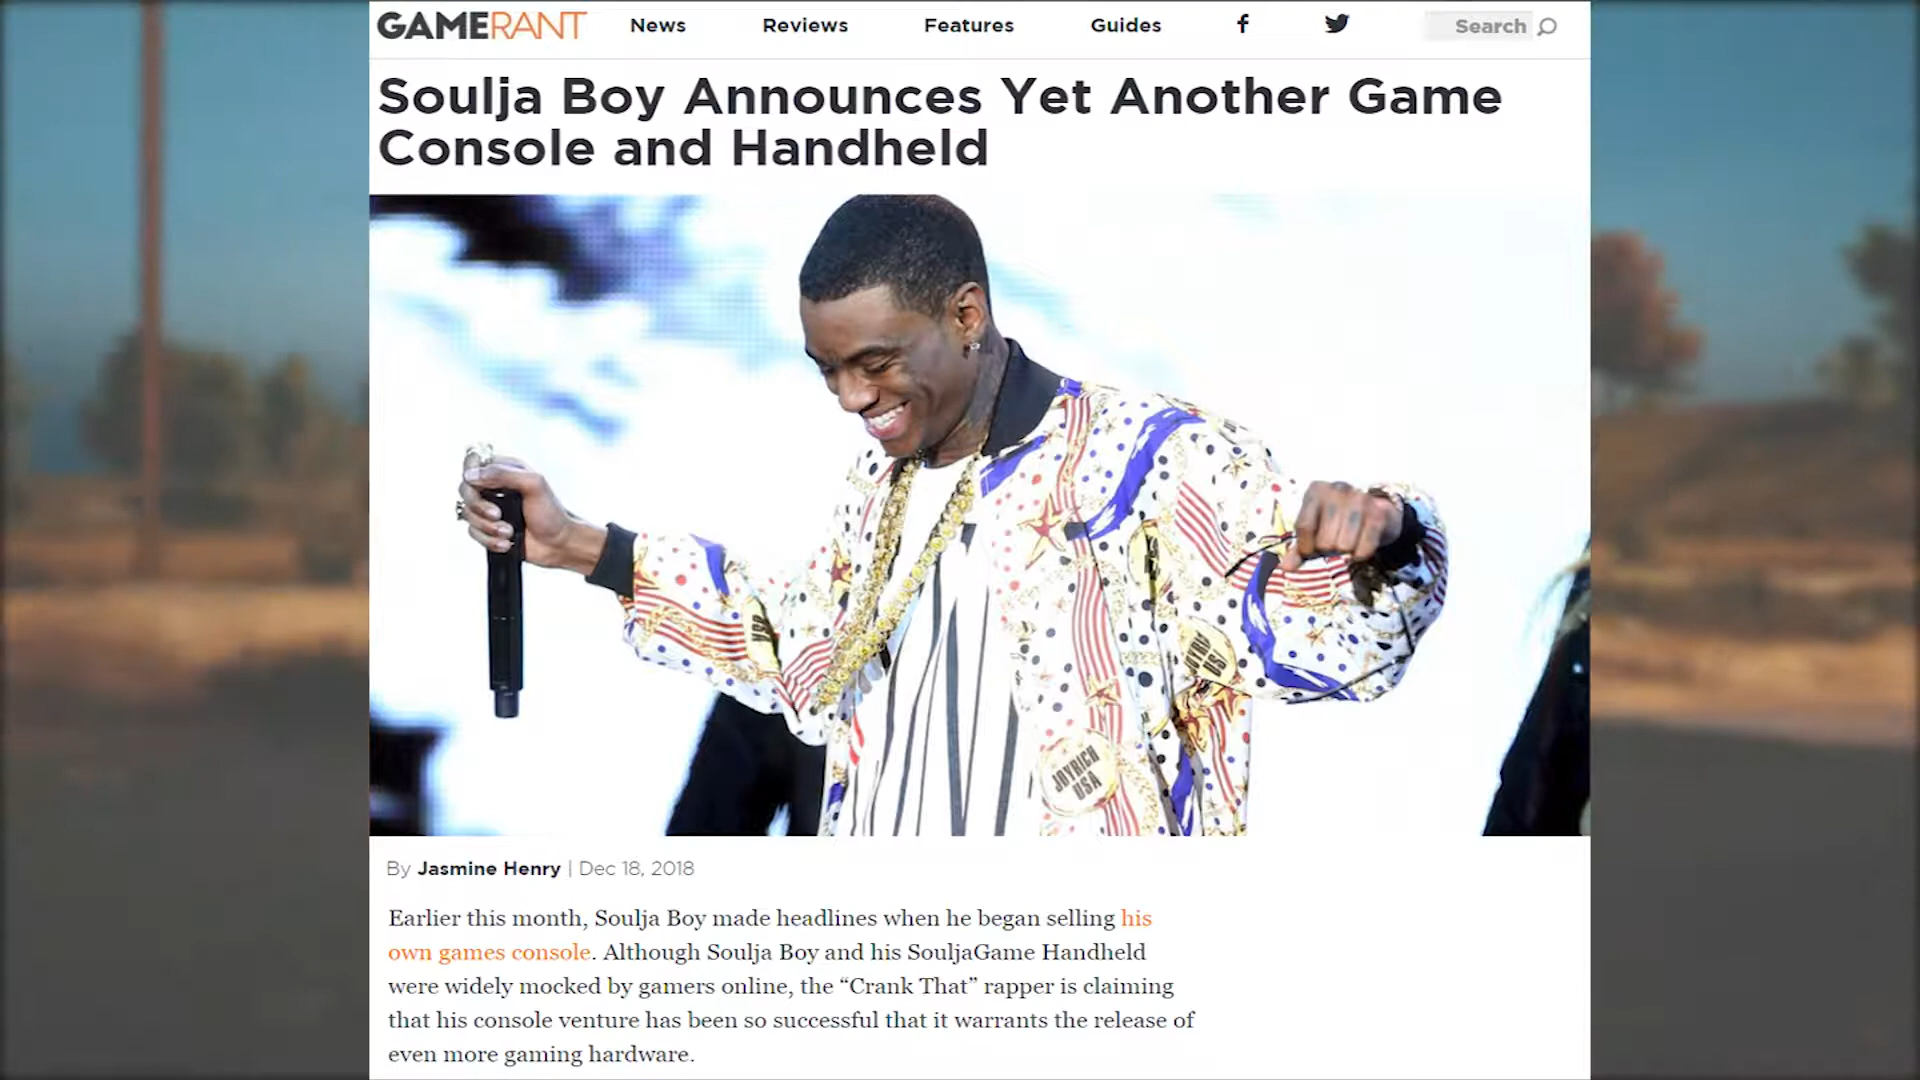 GAMERANT News Reviews Features Guides Search
Soulja Boy Announces Yet Another Game
Console and Handheld
USA
JOYRICH
USA
By Jasmine Henry | Dec 18, 2018
Earlier this month, Soulja Boy made headlines when he began selling his
own games console. Although Soulja Boy and his SouljaGame Handheld
were widely mocked by gamers online, the “Crank That” rapper is claiming
that his console venture has been so successful that it warrants the release of
even more gaming hardware.